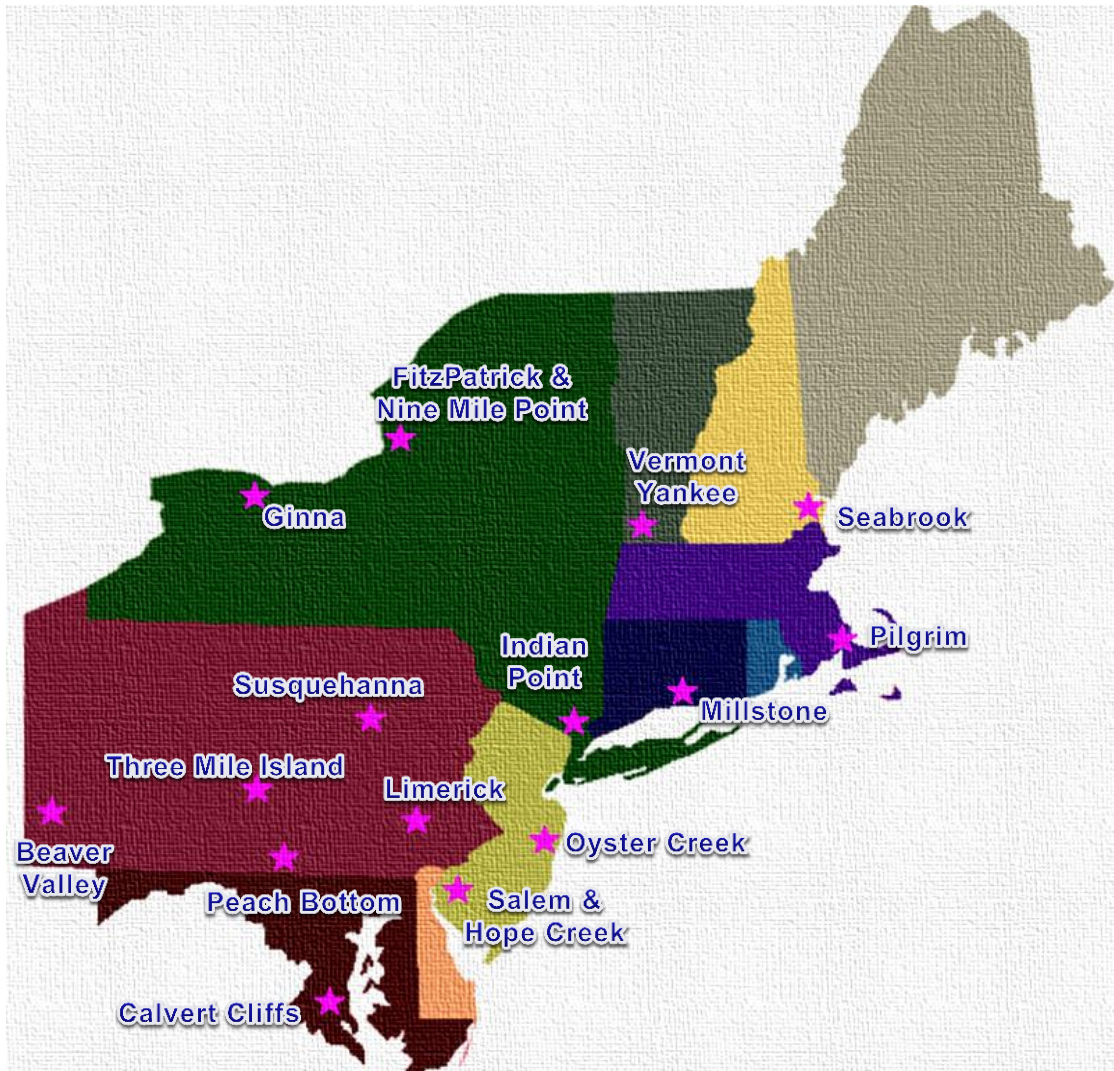 FitzPatrick &
Nine Mile Point
Vermont
Yankee
Ginna
Seabrook
Indian
Point
Pilgrim
Susquehanna
Millstone
Three Mile Island
Limerick
Oyster Creek
Beaver
Valley
Peach Bottom
Salem &
Hope Creek
Calvert Cliffs